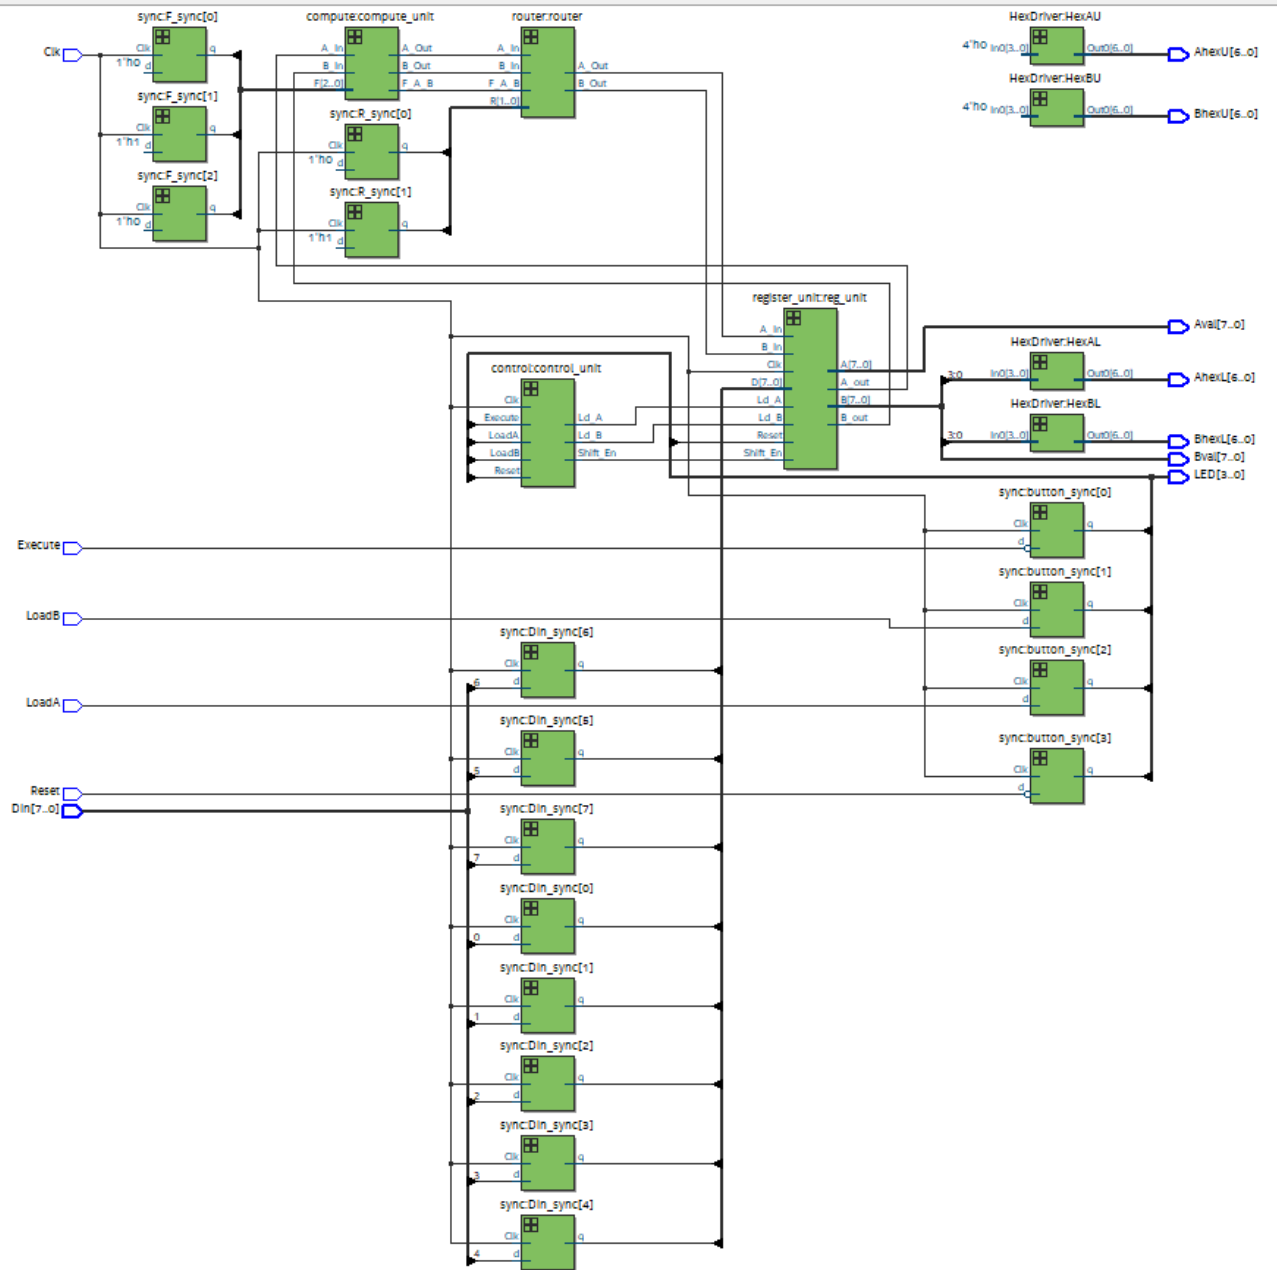 sync:F_sync[0]
Clk
Clk
1'h0 d
q
sync:F_sync[1]
Clk
1'h1 d
q
sync:F_sync[2]
Clk
1'h0 d
q
compute:compute_unit
A_In
B_In
F[2..0]
A_Out
B_Out
F_A_B
router:router
A_In
B_In
F_A_B
R[1..0]
A_Out
B_Out
sync:R_sync[0]
Clk
1'h0 d
q
sync:R_sync[1]
Clk
1'h1 d
q
HexDriver:HexAU
4'h0 In0[3..0]
Out0[6..0]
AhexU[6..0]
HexDriver:HexBU
4'h0 In0[3..0]
Out0[6..0]
BhexU[6..0]
register_unit:reg_unit
A_In
B_In
Clk
D[7..0]
Ld_A
Ld_B
Reset
Shift_En
A[7..0]
A_out
B[7..0]
B_out
Aval[7..0]
HexDriver:HexAL
3:0 In0[3..0]
Out0[6..0]
AhexL[6..0]
HexDriver:HexBL
3:0 In0[3..0]
Out0[6..0]
BhexL[6..0]
Bval[7..0]
LED[3..0]
control:control_unit
Clk
Execute
LoadA
LoadB
Reset
Ld_A
Ld_B
Shift_En
sync:button_sync[0]
Clk
d
q
Execute
sync:button_sync[1]
Clk
d
q
LoadB
sync:button_sync[2]
Clk
d
q
LoadA
sync:button_sync[3]
Clk
d
q
Reset
Din[7..0]
sync:Din_sync[6]
Clk
6 d
q
sync:Din_sync[5]
Clk
5 d
q
sync:Din_sync[7]
Clk
7 d
q
sync:Din_sync[0]
Clk
0 d
q
sync:Din_sync[1]
Clk
1 d
q
sync:Din_sync[2]
Clk
2 d
q
sync:Din_sync[3]
Clk
3 d
q
sync:Din_sync[4]
Clk
4 d
q